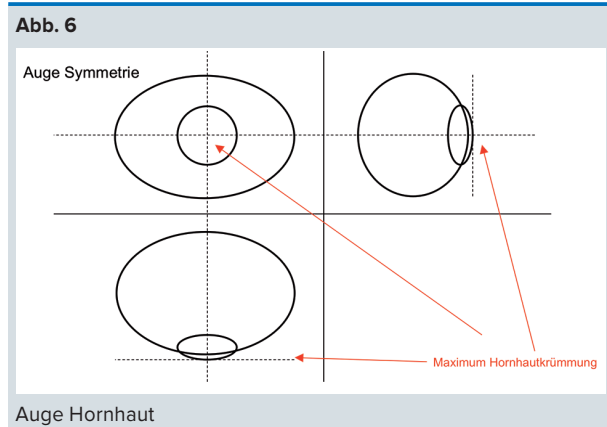 Abb. 6
Auge Symmetrie
Maximum Hornhautkrümmung
Auge Hornhaut